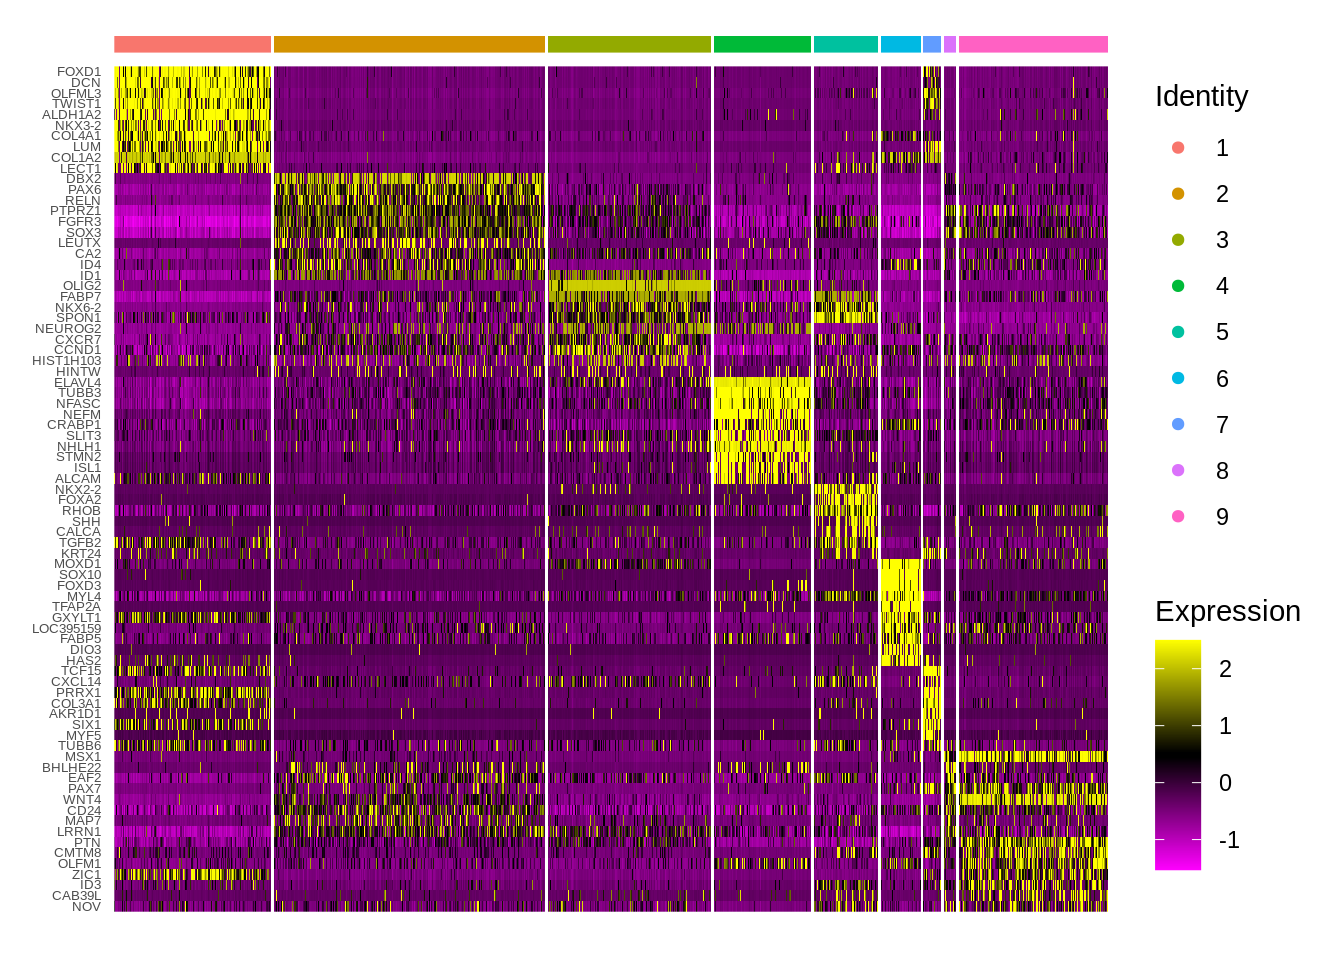 FOXD1
DCN
OLFML3
TWIST1
ALDH1A2
NKX3-2
COL4A1
LUM
COL1A2
LECT1
DBX2
PAX6
RELN
PTPRZ1
FGFR3
SOX3
LEUTX
CA2
ID4
ID1
OLIG2
FABP7
NKX6-2
SPON1
NEUROG2
CXCR7
CCND1
HIST1H103
HINTW
ELAVL4
TUBB3
NFASC
NEFM
CRABP1
SLIT3
NHLH1
STMN2
ISL1
ALCAM
NKX2-2
FOXA2
RHOB
SHH
CALCA
TGFB2
KRT24
MOXD1
SOX10
FOXD3
MYL4
TFAP2A
GXYLT1
LOC395159
FABP5
DIO3
HAS2
TCF15
CXCL14
PRRX1
COL3A1
AKR1D1
SIX1
MYF5
TUBB6
MSX1
BHLHE22
EAF2
PAX7
WNT4
CD24
MAP7
LRRN1
PTN
CMTM8
OLFM1
ZIC1
ID3
CAB39L
NOV
Identity
1
2
3
4
5
6
7
8
9
Expression
2
1
0
-1